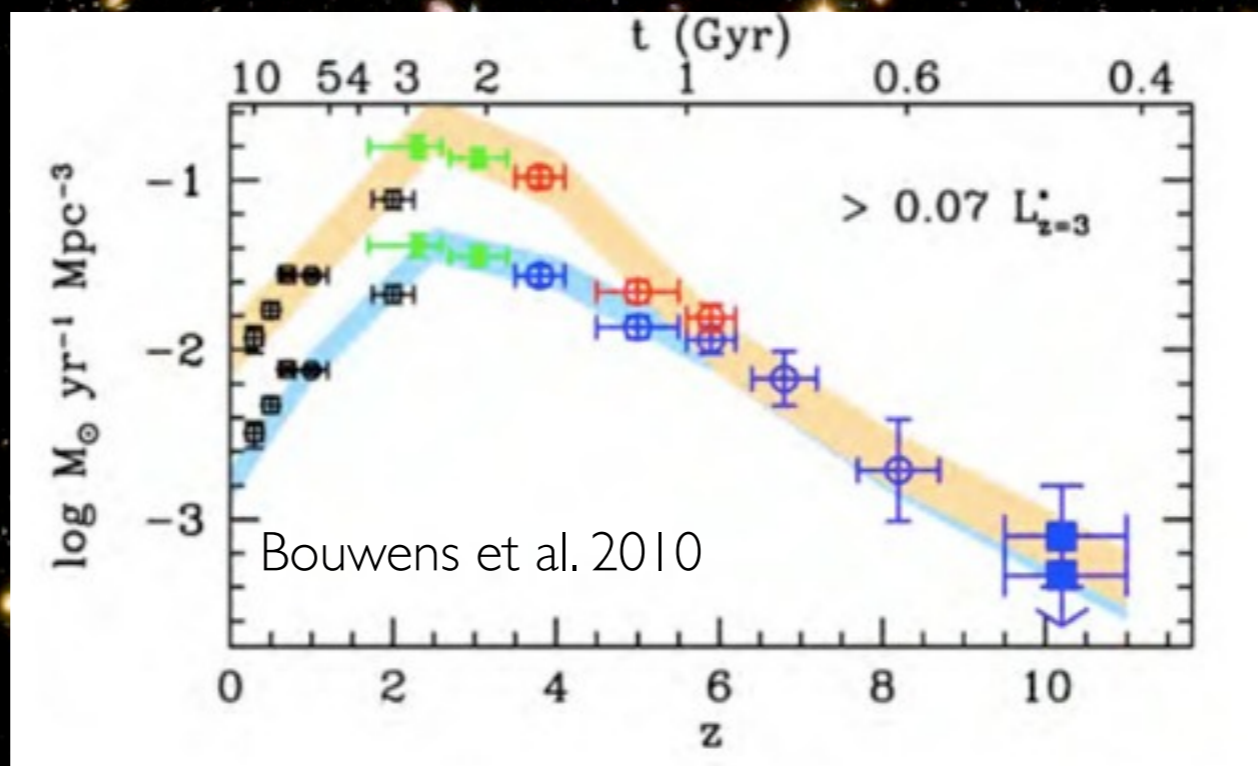 t (Gyr)
10 54 3 2 1 0.6 0.4
log M⊙ yr⁻¹ Mpc⁻³
−1
> 0.07 L*z=3
−2
−3
Bouwens et al. 2010
0 2 4 6 8 10
z